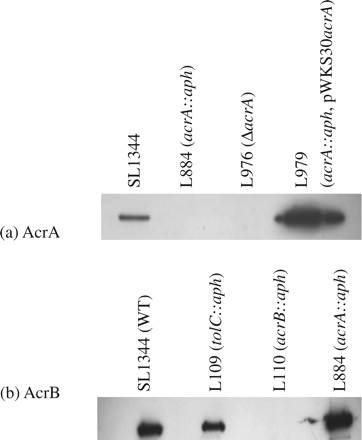 SL1344
L884 (acrA::aph)
L976 (ΔacrA)
L979
(acrA::aph, pWKS30acrA)
(a) AcrA
SL1344 (WT)
L109 (tolC::aph)
L110 (acrB::aph)
L884 (acrA::aph)
(b) AcrB